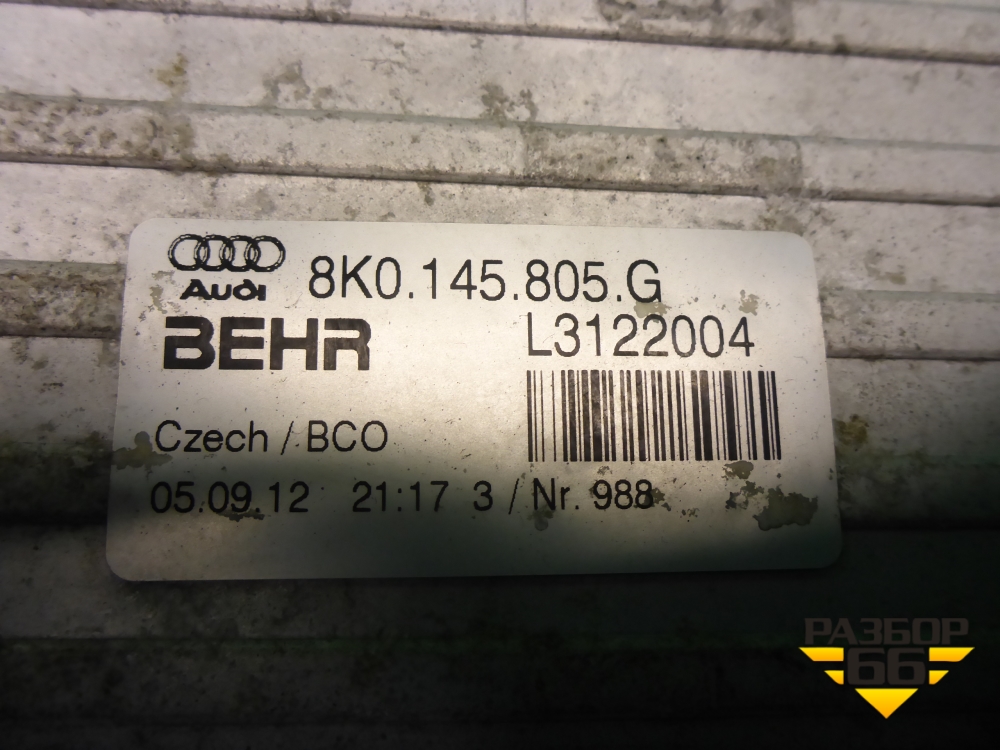 Audi 8K0.145.805.G
BEHR L3122004
Czech / BCO
05.09.12 21:17 3 / Nr. 988
РАЗБОР
66